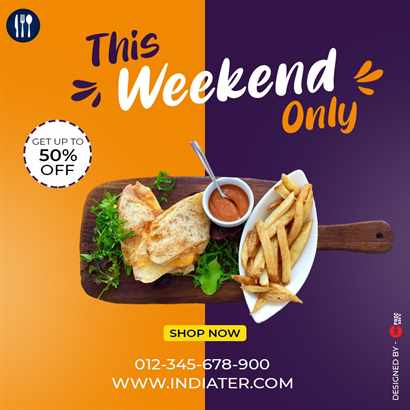 This
Weekend
Only
GET UP TO
50%
OFF
SHOP NOW
012-345-678-900
WWW.INDIATER.COM
DESIGNED BY -